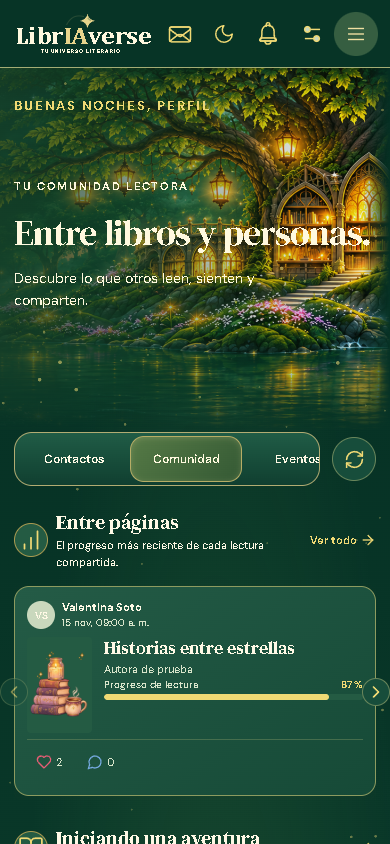 LibrIAverse
TU UNIVERSO LITERARIO
BUENAS NOCHES, PERFIL
TU COMUNIDAD LECTORA
Entre libros y personas.
Descubre lo que otros leen, sienten y
comparten.
Contactos
Comunidad
Eventos
Entre páginas
El progreso más reciente de cada lectura
compartida.
Ver todo
VS
Valentina Soto
15 nov, 09:00 a. m.
Historias entre estrellas
Autora de prueba
Progreso de lectura
87%
2
0
Iniciando una aventura